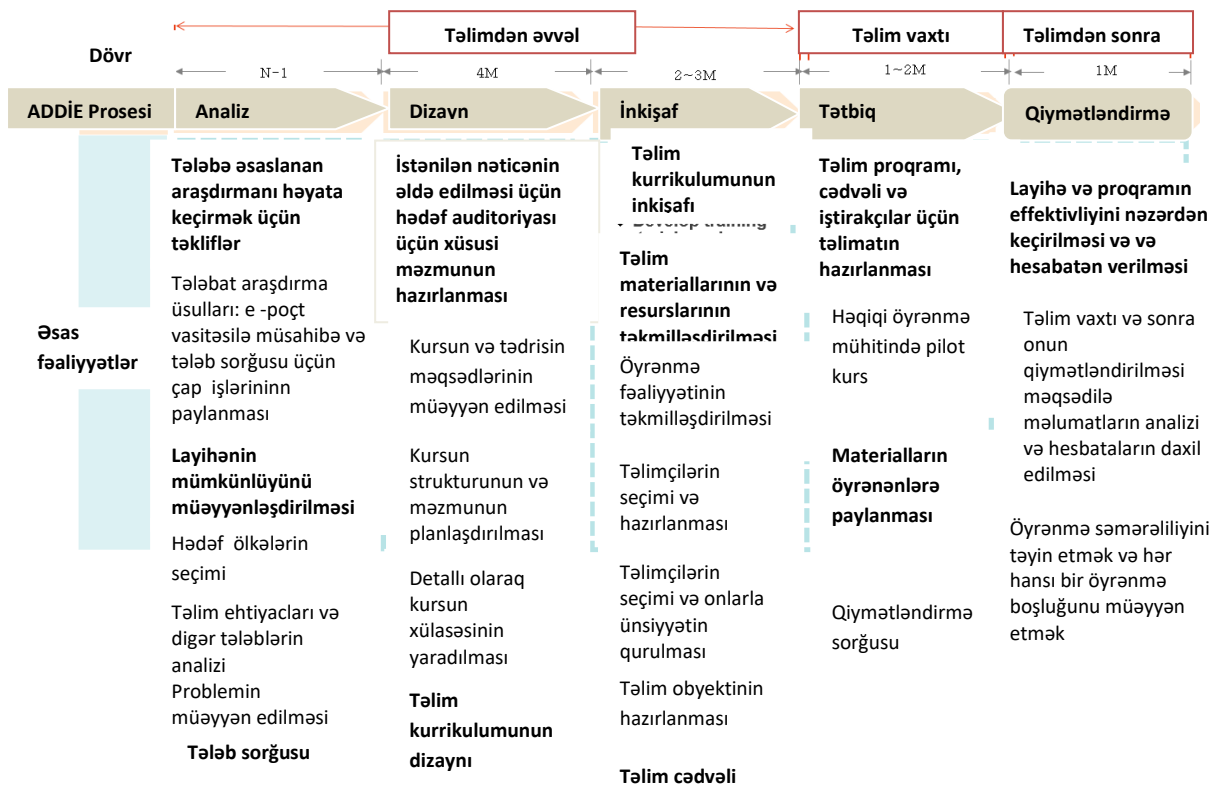 Təlimdən əvvəl
Təlim vaxtı
Təlimdən sonra
Dövr
N-1
4M
2~3M
1~2M
1M
ADDİE Prosesi
Analiz
Dizayn
İnkişaf
Tətbiq
Qiymətləndirmə
Əsas
fəaliyyətlər
Tələbə əsaslanan
araşdırmanı həyata
keçirmək üçün
təkliflər
Tələbat araşdırma
üsulları: e -poçt
vasitəsilə müsahibə və
tələb sorğusu üçün
çap işlərininn
paylanması
Layihənin
mümkünlüyünü
müəyyənləşdirilməsi
Hədəf ölkələrin
seçimi
Təlim ehtiyacları və
digər tələblərin
analizi
Problemin
müəyyən edilməsi
Tələb sorğusu
İstənilən nəticənin
əldə edilməsi üçün
hədəf auditoriyası
üçün xüsusi
məzmunun
hazırlanması
Kursun və tədrisin
məqsədlərinin
müəyyən edilməsi
Kursun
strukturunun və
məzmunun
planlaşdırılması
Detallı olaraq
kursun
xülasəsinin
yaradılması
Təlim
kurrikulumunun
dizaynı
Təlim
kurrikulumunun
inkisafı
Develop training
Təlim
materiallarının və
resurslarının
təkmilləşdirilməsi
Öyrənmə
fəaliyyətinin
təkmilləşdirilməsi
Təlimçilərin
seçimi və
hazırlanması
Təlimçilərin
seçimi və onlarla
ünsiyyətin
qurulması
Təlim obyektinin
hazırlanması
Təlim cədvəli
Təlim proqramı,
cədvəli və
iştirakçılar üçün
təlimatın
hazırlanması
Həqiqi öyrənmə
mühitində pilot
kurs
Materialların
öyrənənlərə
paylanması
Qiymətləndirmə
sorğusu
Layihə və proqramın
effektivliyini nəzərdən
keçirilməsi və və
hesabatən verilməsi
Təlim vaxtı və sonra
onun
qiymətləndirilməsi
məqsədilə
məlumatların analizi
və hesbataların daxil
edilməsi
Öyrənmə səmərəliliyini
təyin etmək və hər
hansı bir öyrənmə
boşluğunu müəyyən
etmək